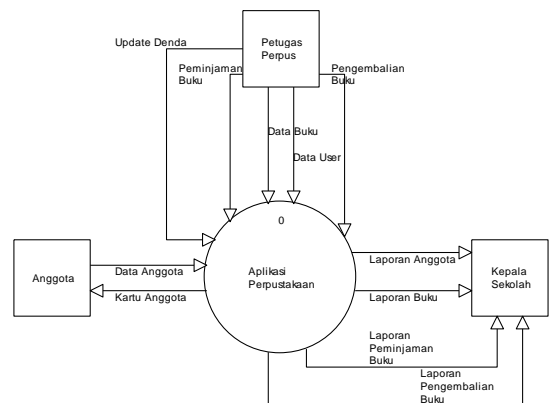 Petugas
Perpus
Update Denda
Peminjaman
Buku
Pengembalian
Buku
Data Buku
Data User
0
Aplikasi
Perpustakaan
Anggota
Data Anggota
Kartu Anggota
Laporan Anggota
Laporan Buku
Kepala
Sekolah
Laporan
Peminjaman
Buku
Laporan
Pengembalian
Buku